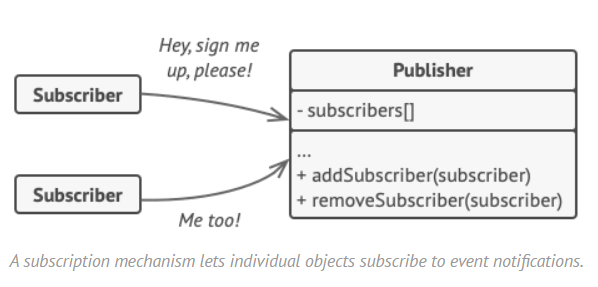 Hey, sign me
up, please!
Subscriber
Publisher
- subscribers[]
...
+ addSubscriber(subscriber)
+ removeSubscriber(subscriber)
Subscriber
Me too!
A subscription mechanism lets individual objects subscribe to event notifications.